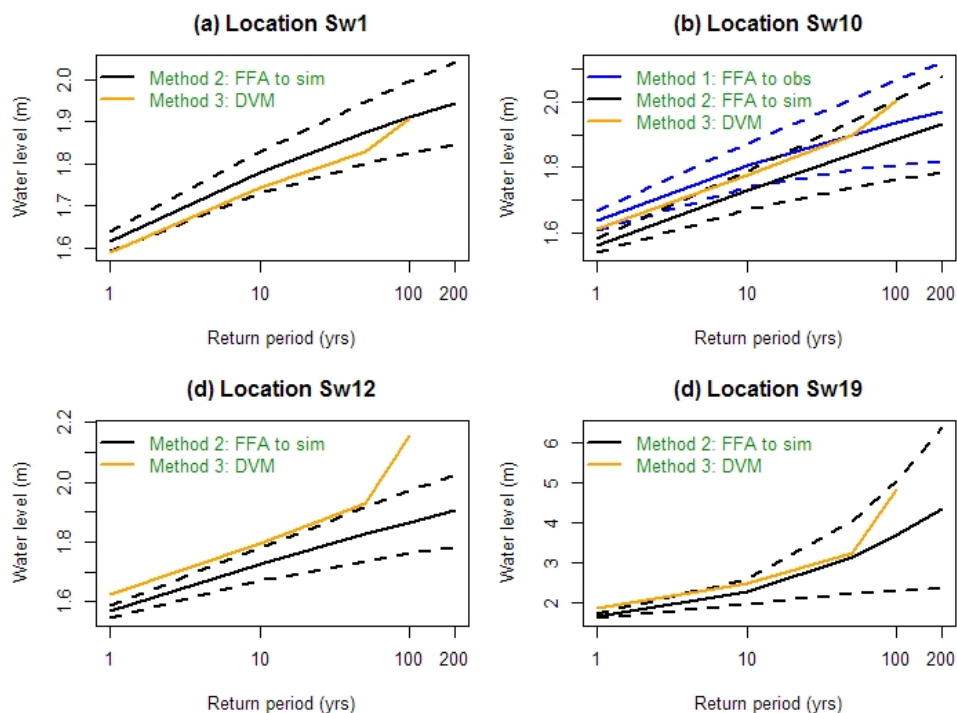 (a) Location Sw1
Water level (m)
2.0
1.9
1.8
1.7
1.6
Method 2: FFA to sim
Method 3: DVM
1
10
100
200
Return period (yrs)
(b) Location Sw10
Water level (m)
2.0
1.8
1.6
Method 1: FFA to obs
Method 2: FFA to sim
Method 3: DVM
1
10
100
200
Return period (yrs)
(d) Location Sw12
Water level (m)
2.2
2.0
1.8
1.6
Method 2: FFA to sim
Method 3: DVM
1
10
100
200
Return period (yrs)
(d) Location Sw19
Water level (m)
6
5
4
3
2
Method 2: FFA to sim
Method 3: DVM
1
10
100
200
Return period (yrs)